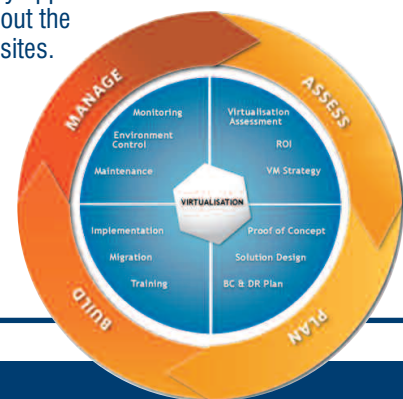 out the
sites.
MANAGE
ASSESS
PLAN
BUILD
Monitoring
Environment
Control
Maintenance
Virtualisation
Assessment
ROI
VM Strategy
VIRTUALISATION
Implementation
Migration
Training
Proof of Concept
Solution Design
BC & DR Plan